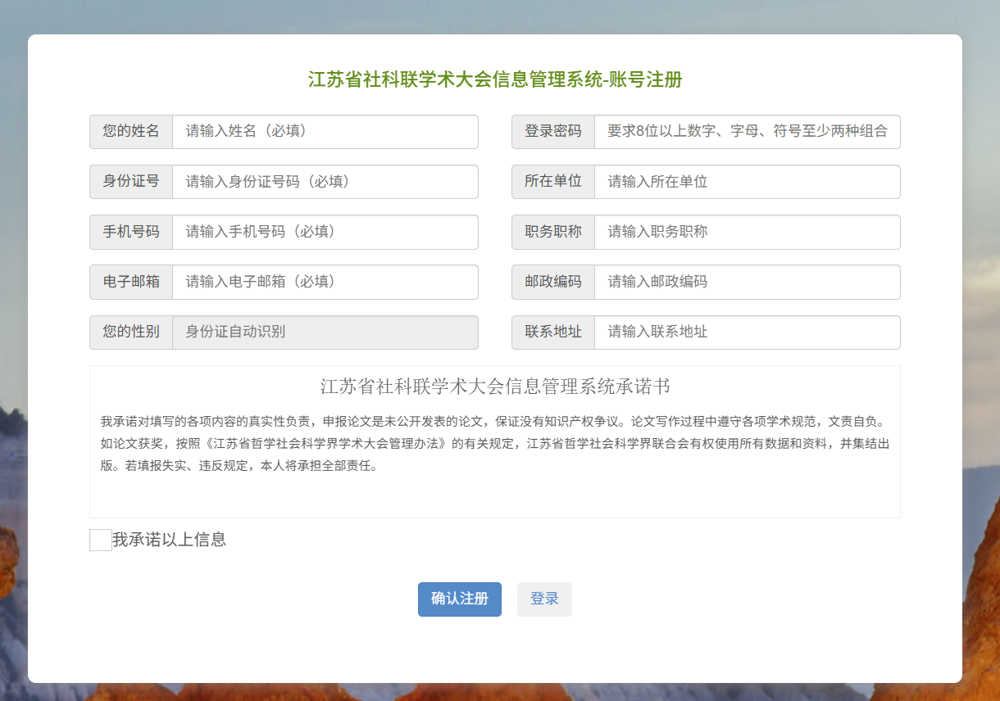 江苏省社科联学术大会信息管理系统-账号注册
您的姓名 请输入姓名（必填） 登录密码 要求8位以上数字、字母、符号至少两种组合
身份证号 请输入身份证号码（必填） 所在单位 请输入所在单位
手机号码 请输入手机号码（必填） 职务职称 请输入职务职称
电子邮箱 请输入电子邮箱（必填） 邮政编码 请输入邮政编码
您的性别 身份证自动识别 联系地址 请输入联系地址
江苏省社科联学术大会信息管理系统承诺书
我承诺对填写的各项内容的真实性负责，申报论文是未公开发表的论文，保证没有知识产权争议。论文写作过程中遵守各项学术规范，文责自负。
如论文获奖，按照《江苏省哲学社会科学界学术大会管理办法》的有关规定，江苏省哲学社会科学界联合会有权使用所有数据和资料，并集结出
版。若填报失实、违反规定，本人将承担全部责任。
我承诺以上信息
确认注册 登录